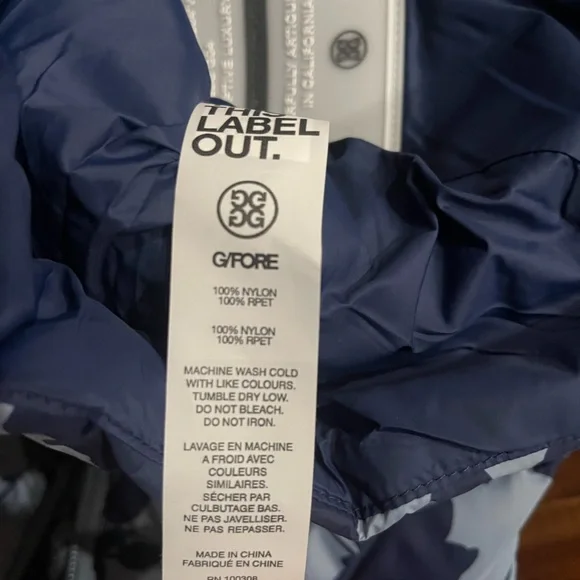 IN CALIFORNIA
THIS
LABEL
OUT.
G/FORE
100% NYLON
100% RPET
100% NYLON
100% RPET
MACHINE WASH COLD
WITH LIKE COLOURS.
TUMBLE DRY LOW.
DO NOT BLEACH.
DO NOT IRON.
LAVAGE EN MACHINE
A FROID AVEC
COULEURS
SIMILAIRES.
SÉCHER PAR
CULBUTAGE BAS.
NE PAS JAVELLISER.
NE PAS REPASSER.
MADE IN CHINA
FABRIQUÉ EN CHINE
RN 100308